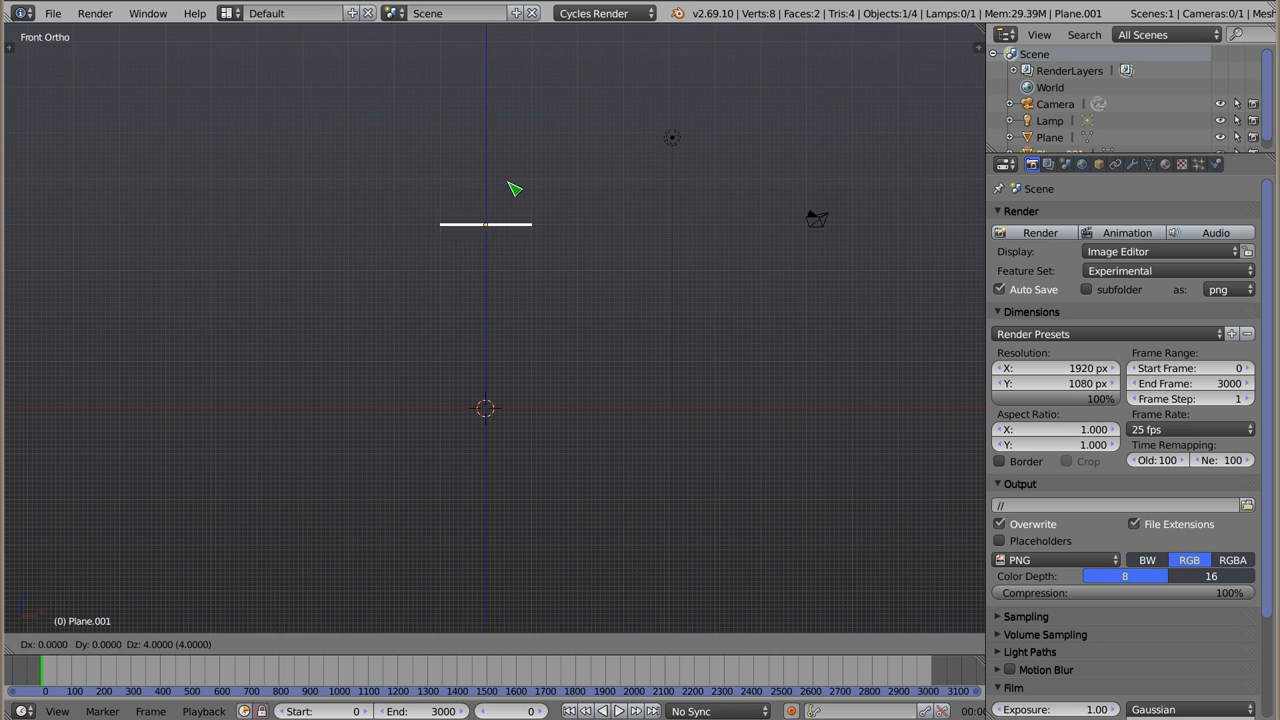 File Render Window Help Default Scene Cycles Render v2.69.10 | Verts:8 | Faces:2 | Tris:4 | Objects:1/4 | Lamps:0/1 | Mem:29.39M | Plane.001 Scenes:1 | Cameras:0/1 | Mesh
Front Ortho
View Search All Scenes
Scene
RenderLayers |
World
Camera |
Lamp |
Plane |
Scene
Render
Render Animation Audio
Display: Image Editor
Feature Set: Experimental
Auto Save subfolder as: png
Dimensions
Render Presets
Resolution: Frame Range:
X: 1920 px Start Frame: 0
Y: 1080 px End Frame: 3000
100% Frame Step: 1
Aspect Ratio: Frame Rate:
X: 1.000 25 fps
Y: 1.000 Time Remapping:
Border Crop Old: 100 Ne: 100
Output
//
Overwrite File Extensions
Placeholders
PNG BW RGB RGBA
Color Depth: 8 16
Compression: 100%
Sampling
Volume Sampling
Light Paths
Motion Blur
Film
Exposure: 1.00 Gaussian
(0) Plane.001
Dx: 0.0000 Dy: 0.0000 Dz: 4.0000 (4.0000)
0 100 200 300 400 500 600 700 800 900 1000 1100 1200 1300 1400 1500 1600 1700 1800 1900 2000 2100 2200 2300 2400 2500 2600 2700 2800 2900 3000 3100
View Marker Frame Playback Start: 0 End: 3000 0 No Sync